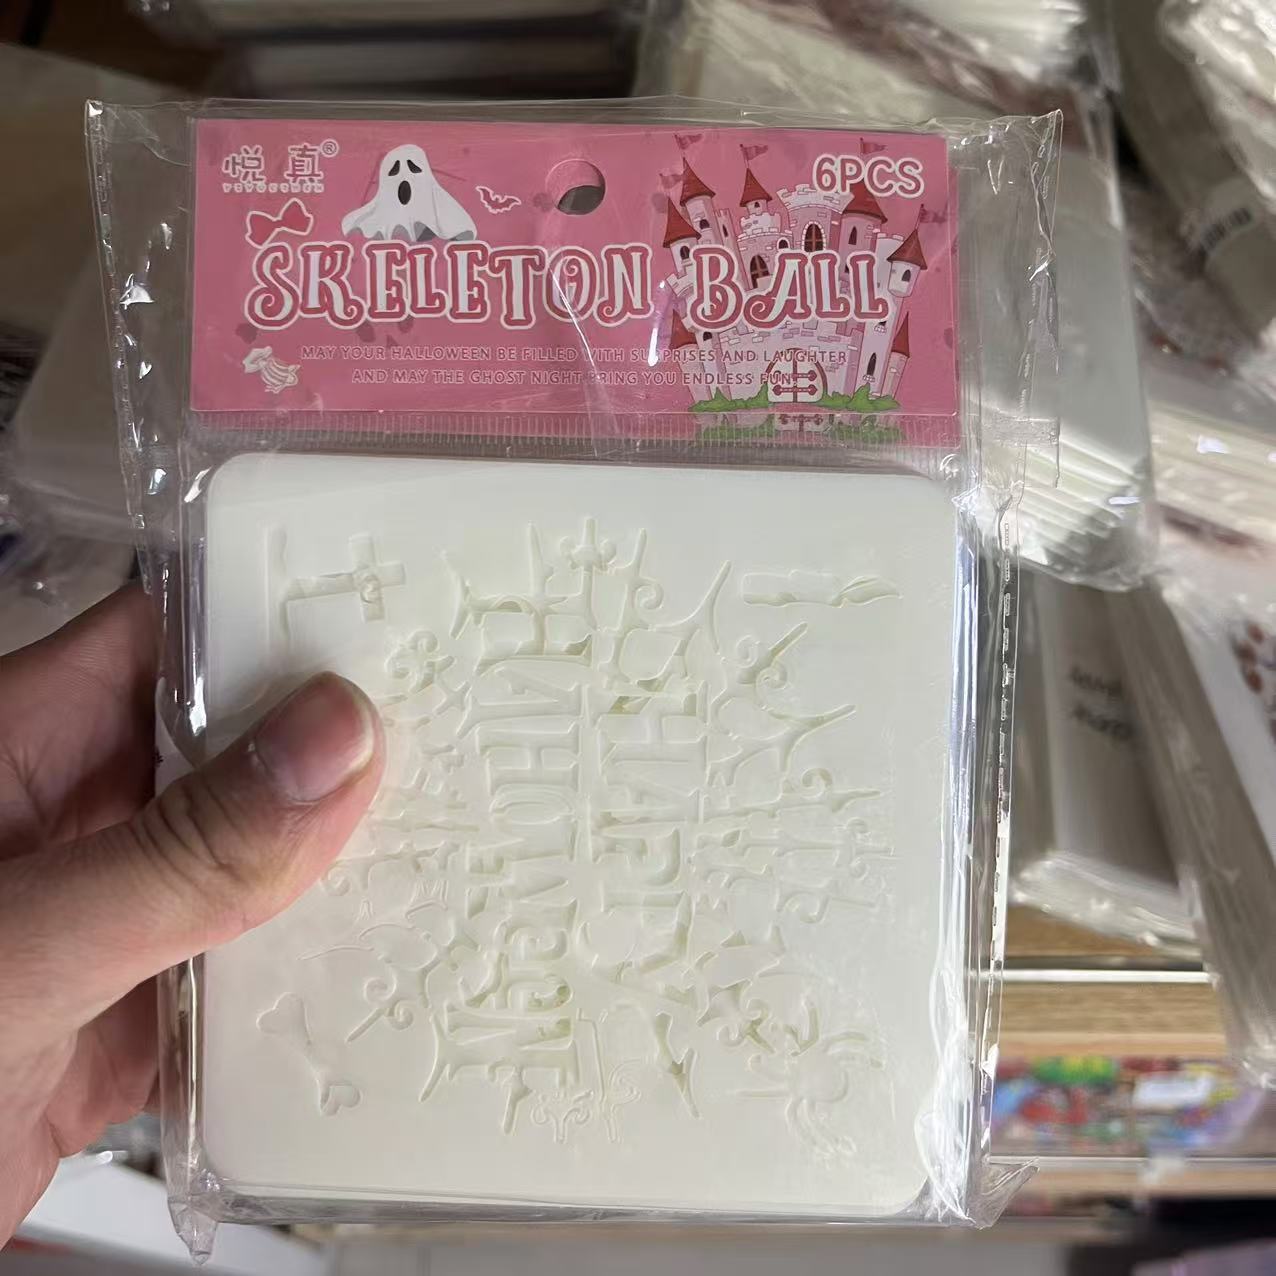 悦真®
6PCS
SKELETON BALL
MAY YOUR HALLOWEEN BE FILLED WITH SURPRISES AND LAUGHTER
AND MAY THE GHOST NIGHT BRING YOU ENDLESS FUN.
HAPPY
HALLOWEEN